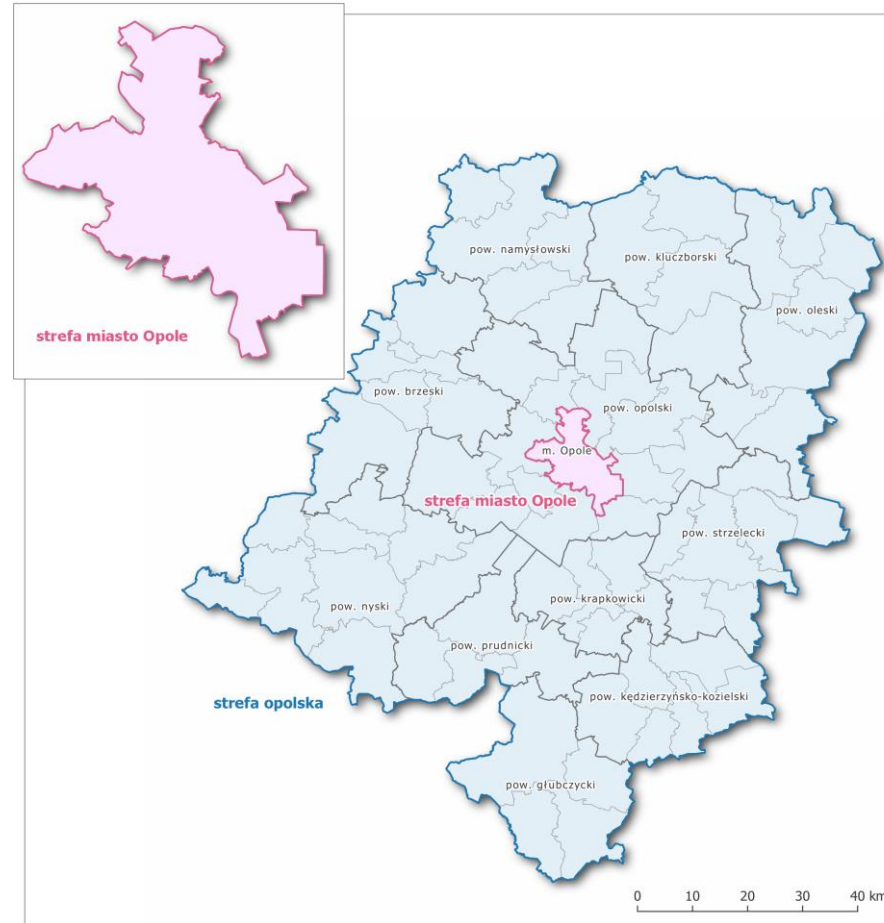 strefa miasto Opole
pow. namysłowski
pow. kluczborski
pow. oleski
pow. brzeski
pow. opolski
m. Opole
strefa miasto Opole
pow. strzelecki
pow. nyski
pow. krapkowicki
pow. prudnicki
pow. kędzierzyńsko-kozielski
strefa opolska
pow. głubczycki
0 10 20 30 40 km